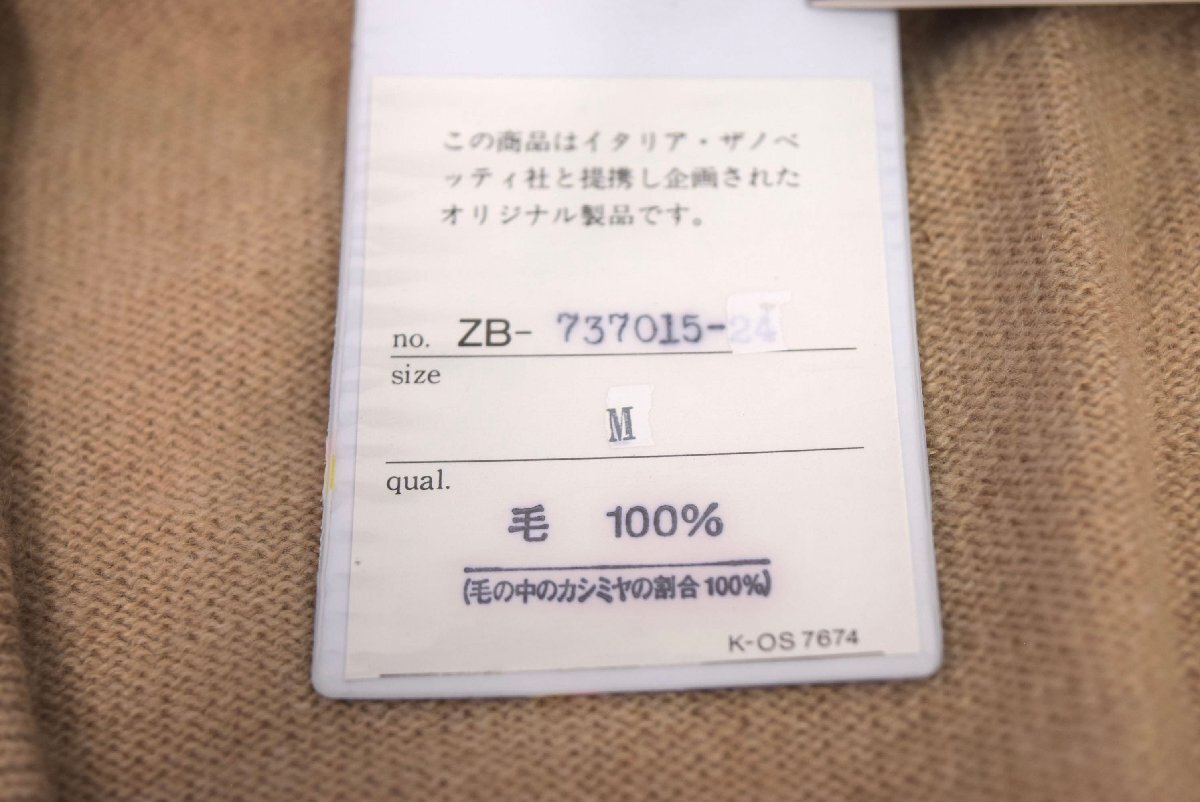 この商品はイタリア・ザノベ
ッティ社と提携し企画された
オリジナル製品です。
no. ZB- 737015-24
size
M
qual.
毛 100%
(毛の中のカシミヤの割合100%)
K-OS 7674